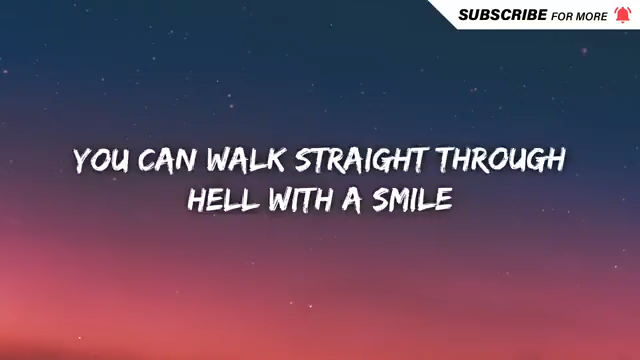 SUBSCRIBE FOR MORE
YOU CAN WALK STRAIGHT THROUGH
HELL WITH A SMILE